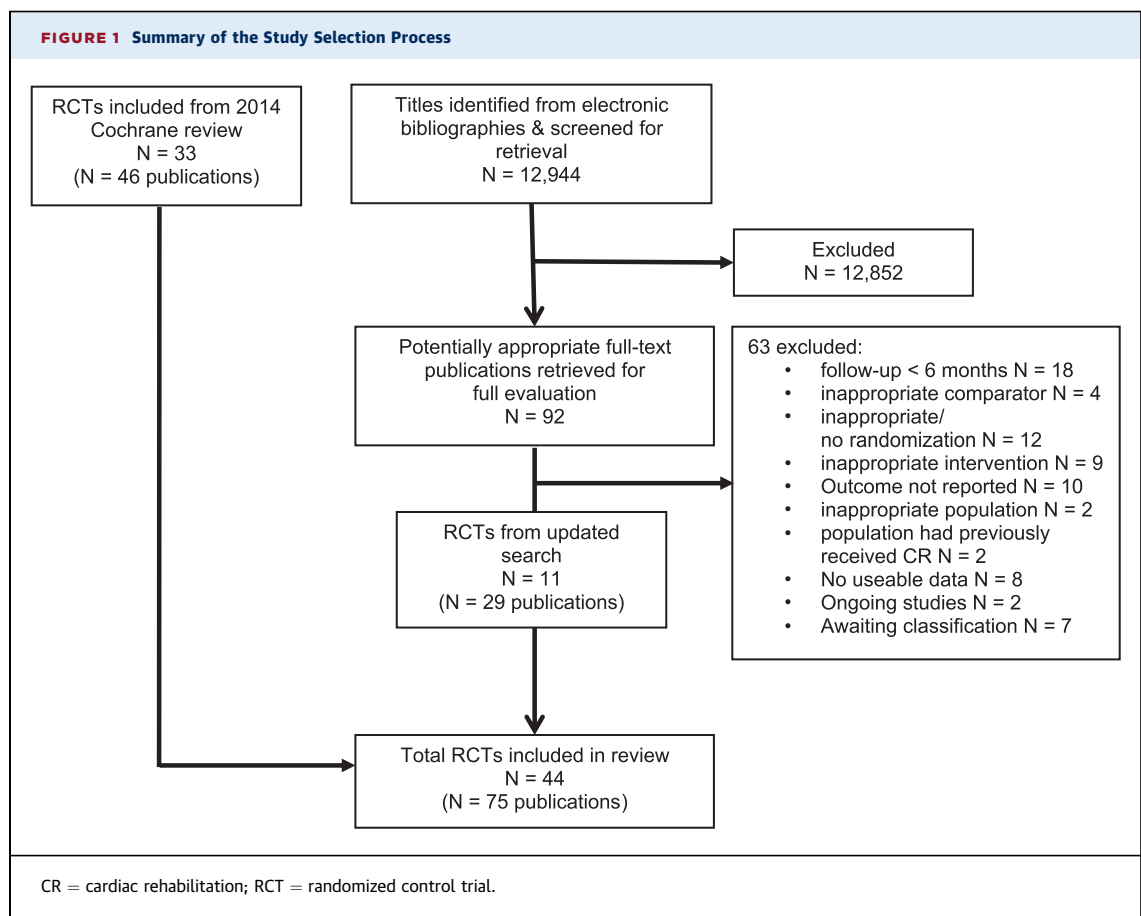 FIGURE 1 Summary of the Study Selection Process
RCTs included from 2014
Cochrane review
N = 33
(N = 46 publications)
Titles identified from electronic
bibliographies & screened for
retrieval
N = 12,944
Excluded
N = 12,852
Potentially appropriate full-text
publications retrieved for
full evaluation
N = 92
63 excluded:
• follow-up < 6 months N = 18
• inappropriate comparator N = 4
• inappropriate/
no randomization N = 12
• inappropriate intervention N = 9
• Outcome not reported N = 10
• inappropriate population N = 2
• population had previously
received CR N = 2
• No useable data N = 8
• Ongoing studies N = 2
• Awaiting classification N = 7
RCTs from updated
search
N = 11
(N = 29 publications)
Total RCTs included in review
N = 44
(N = 75 publications)
CR = cardiac rehabilitation; RCT = randomized control trial.